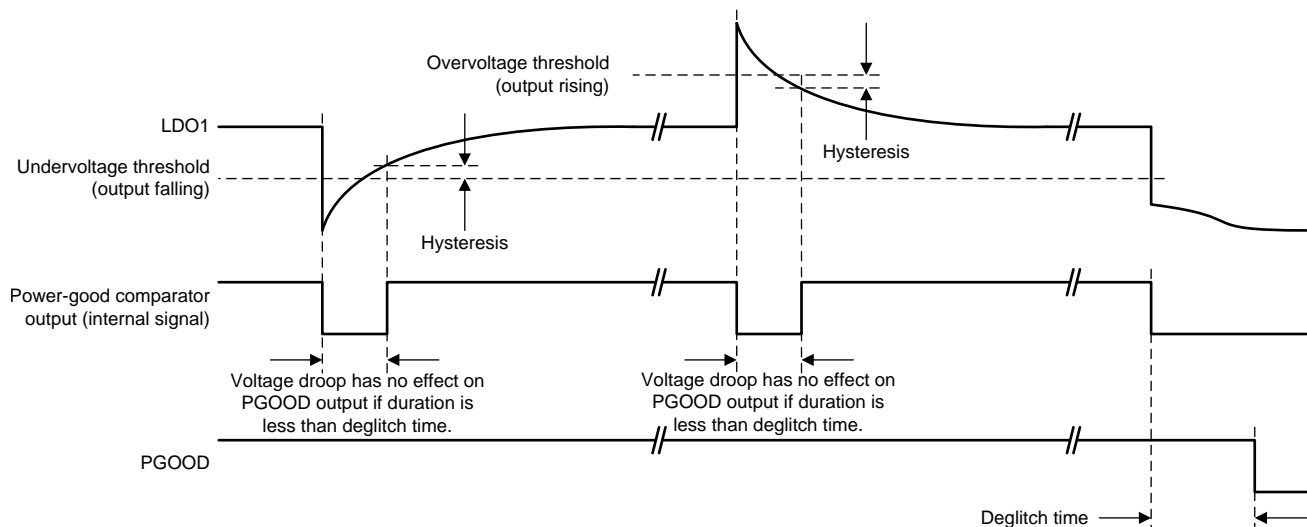 Overvoltage threshold
(output rising)
LDO1
Hysteresis
Undervoltage threshold
(output falling)
Hysteresis
Power-good comparator
output (internal signal)
Voltage droop has no effect on
PGOOD output if duration is
less than deglitch time.
Voltage droop has no effect on
PGOOD output if duration is
less than deglitch time.
PGOOD
Deglitch time